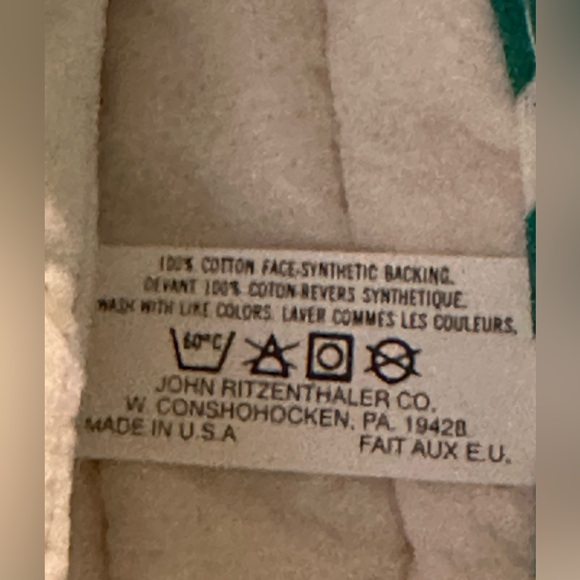 100% COTTON FACE-SYNTHETIC BACKING.
DEVANT 100% COTON-REVERS SYNTHETIQUE.
WASH WITH LIKE COLORS. LAVER COMMES LES COULEURS.
60°C
JOHN RITZENTHALER CO.
W. CONSHOHOCKEN, PA. 19428
MADE IN U.S.A
FAIT AUX E.U.